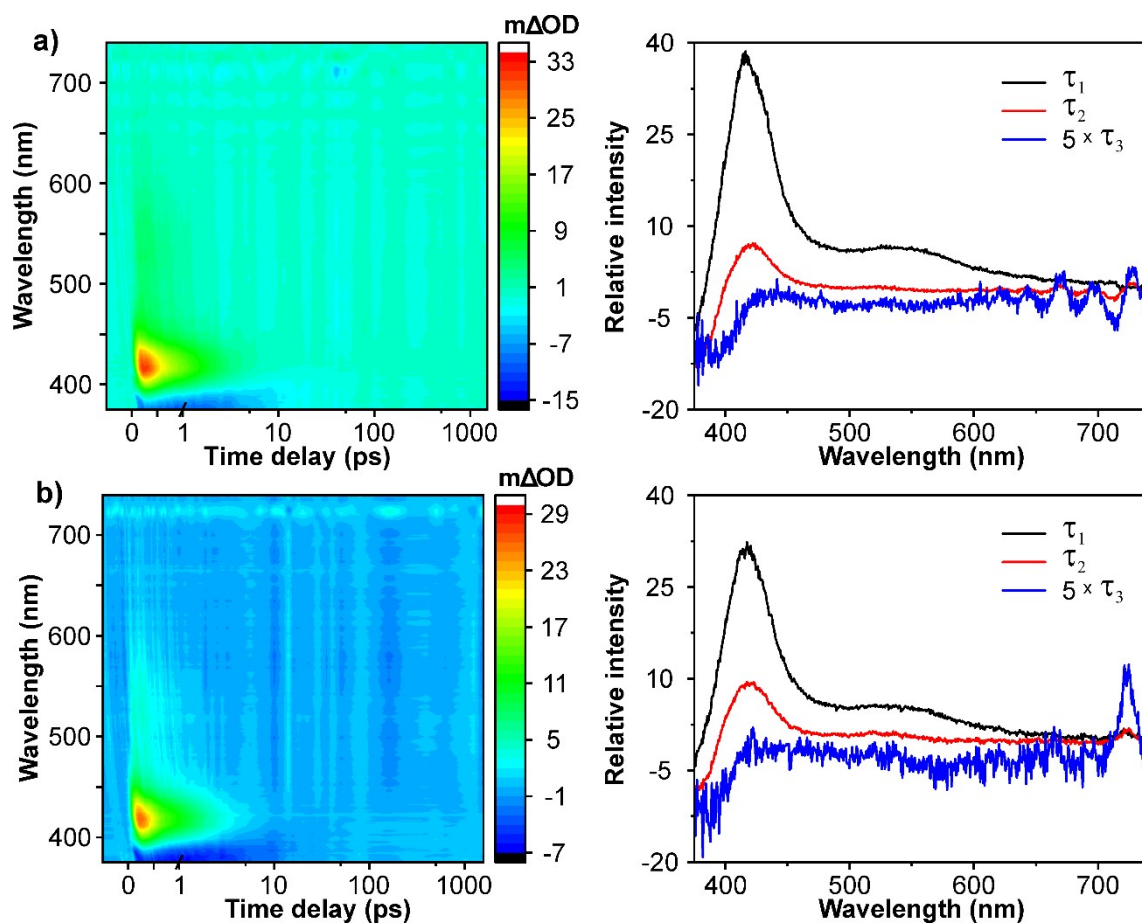 a)
mΔOD
33
25
17
9
1
-7
-15
Wavelength (nm)
700
600
500
400
0 1 10 100 1000
Time delay (ps)
Relative intensity
40
25
10
-5
-20
τ1
τ2
5 × τ3
400 500 600 700
Wavelength (nm)
b)
mΔOD
29
23
17
11
5
-1
-7
Wavelength (nm)
700
600
500
400
0 1 10 100 1000
Time delay (ps)
Relative intensity
40
25
10
-5
-20
τ1
τ2
5 × τ3
400 500 600 700
Wavelength (nm)